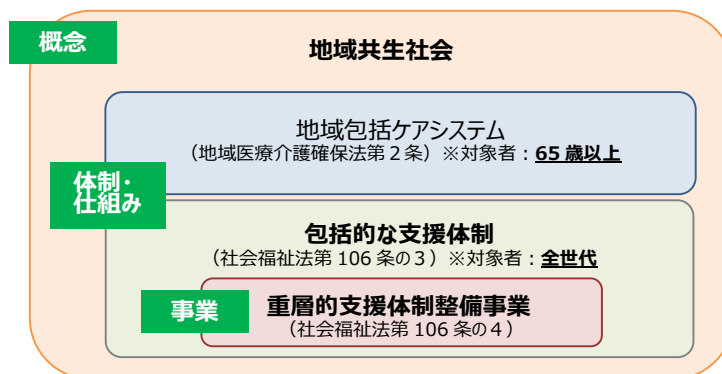 概念
地域共生社会
地域包括ケアシステム
（地域医療介護確保法第２条）※対象者：65 歳以上
体制・
仕組み
包括的な支援体制
（社会福祉法第 106 条の３）※対象者：全世代
事業
重層的支援体制整備事業
（社会福祉法第 106 条の４）